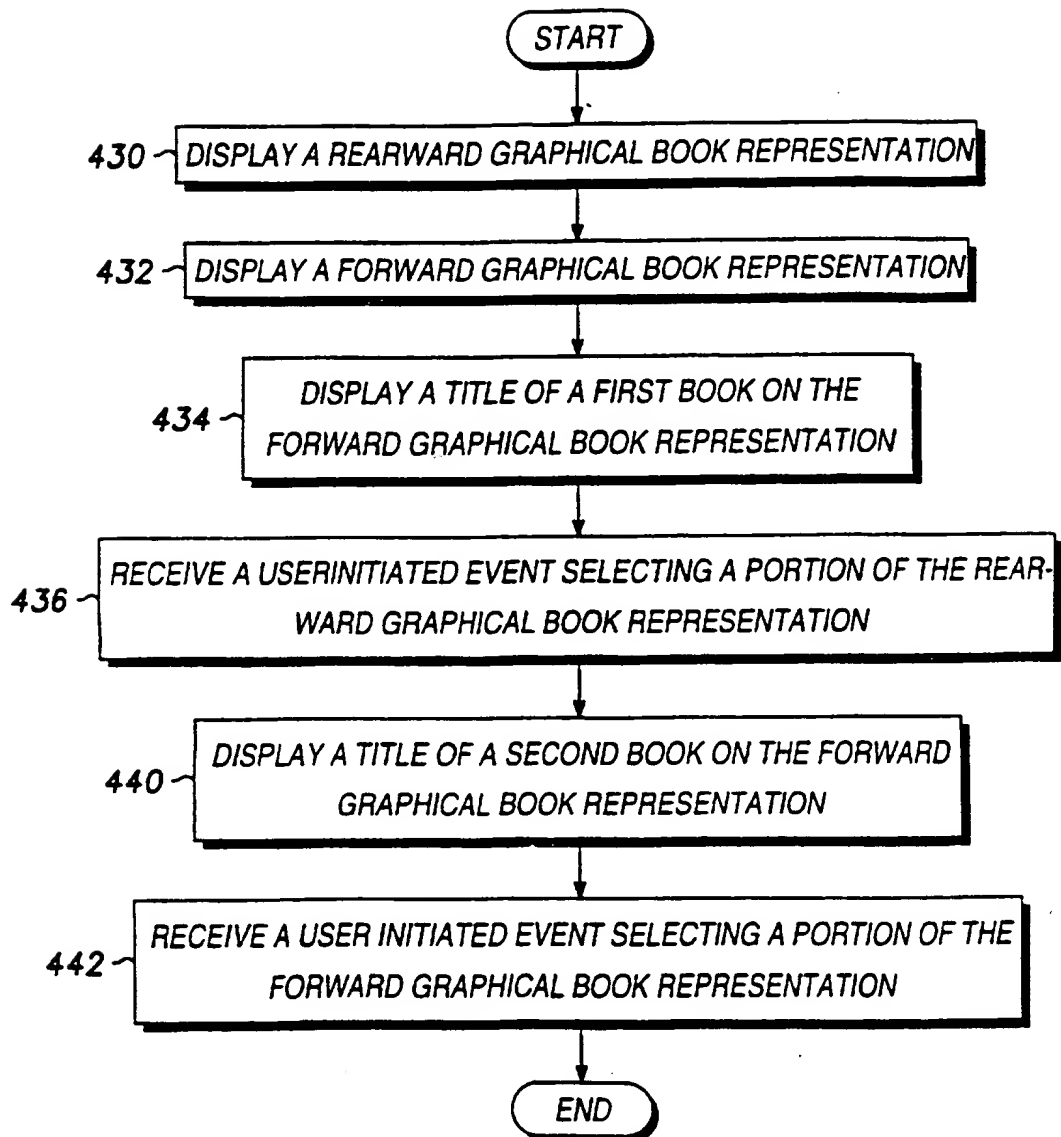 START
430 DISPLAY A REARWARD GRAPHICAL BOOK REPRESENTATION
432 DISPLAY A FORWARD GRAPHICAL BOOK REPRESENTATION
DISPLAY A TITLE OF A FIRST BOOK ON THE
434
FORWARD GRAPHICAL BOOK REPRESENTATION
RECEIVE A USERINITIATED EVENT SELECTING A PORTION OF THE REAR-
436
WARD GRAPHICAL BOOK REPRESENTATION
DISPLAY A TITLE OF A SECOND BOOK ON THE FORWARD
440
GRAPHICAL BOOK REPRESENTATION
RECEIVE A USER INITIATED EVENT SELECTING A PORTION OF THE
442
FORWARD GRAPHICAL BOOK REPRESENTATION
END